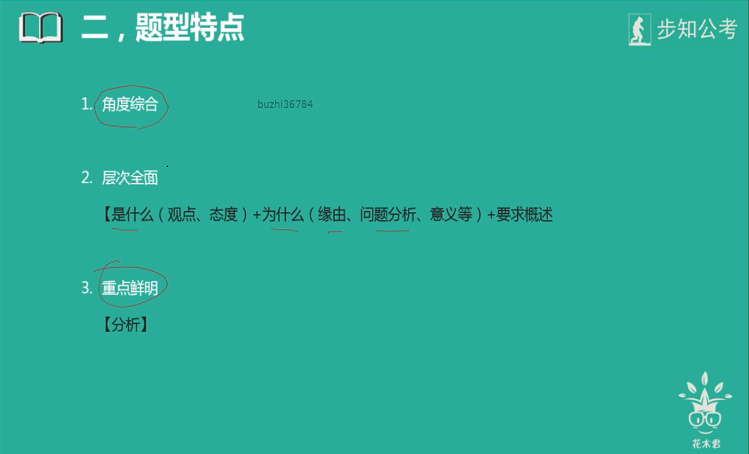 二，题型特点
步知公考
1. 角度综合
buzhi36784
2. 层次全面
【是什么（观点、态度）+为什么（缘由、问题分析、意义等）+要求概述
3. 重点鲜明
【分析】
花木君